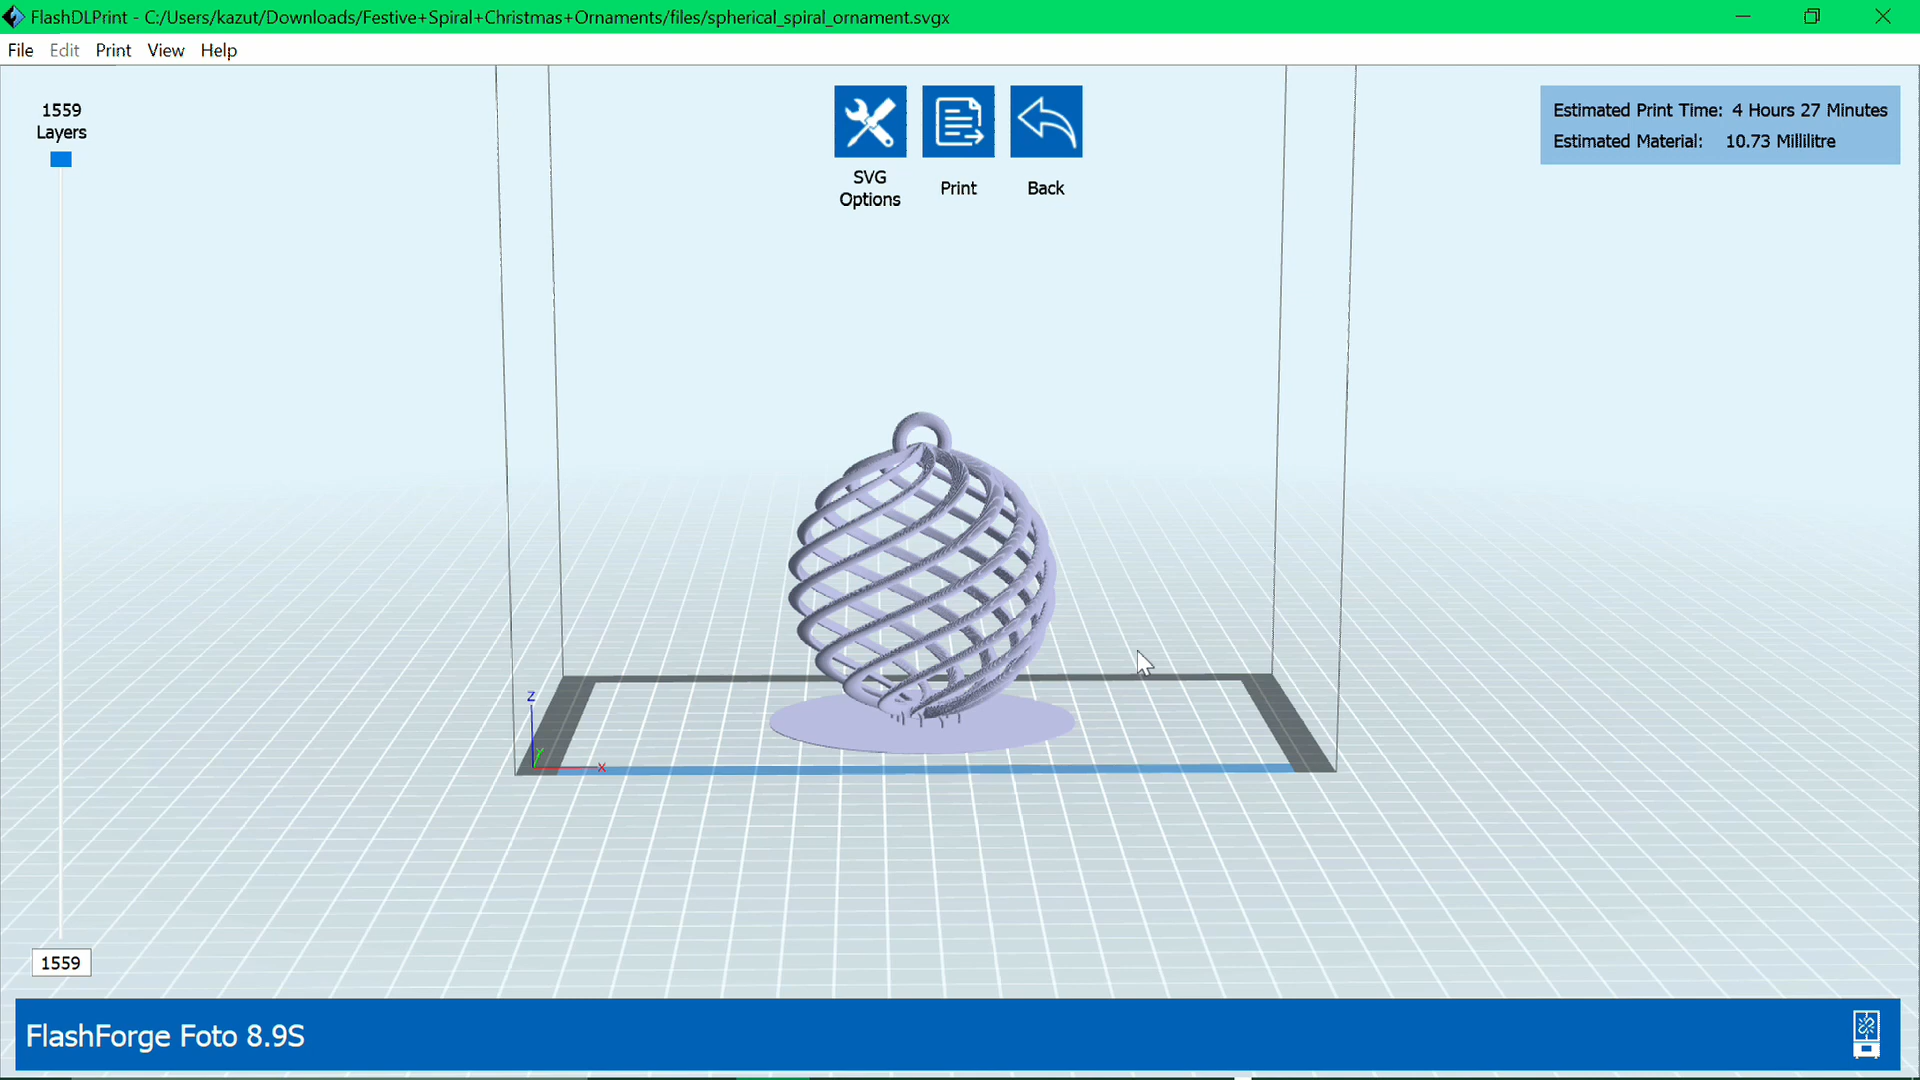 FlashDLPrint - C:/Users/kazut/Downloads/Festive+Spiral+Christmas+Ornaments/files/spherical_spiral_ornament.svgx
File Edit Print View Help
1559
Layers
SVG
Options
Print
Back
Estimated Print Time: 4 Hours 27 Minutes
Estimated Material: 10.73 Millilitre
z
y
x
1559
FlashForge Foto 8.9S